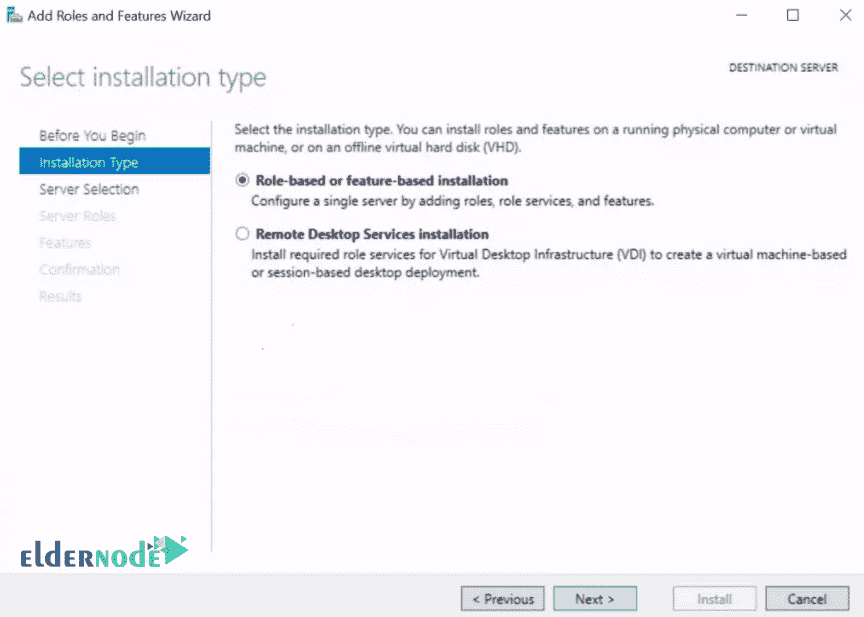 Add Roles and Features Wizard
Select installation type
DESTINATION SERVER
Before You Begin
Installation Type
Server Selection
Server Roles
Features
Confirmation
Results
Select the installation type. You can install roles and features on a running physical computer or virtual
machine, or on an offline virtual hard disk (VHD).
Role-based or feature-based installation
Configure a single server by adding roles, role services, and features.
Remote Desktop Services installation
Install required role services for Virtual Desktop Infrastructure (VDI) to create a virtual machine-based
or session-based desktop deployment.
eldernode
< Previous
Next >
Install
Cancel